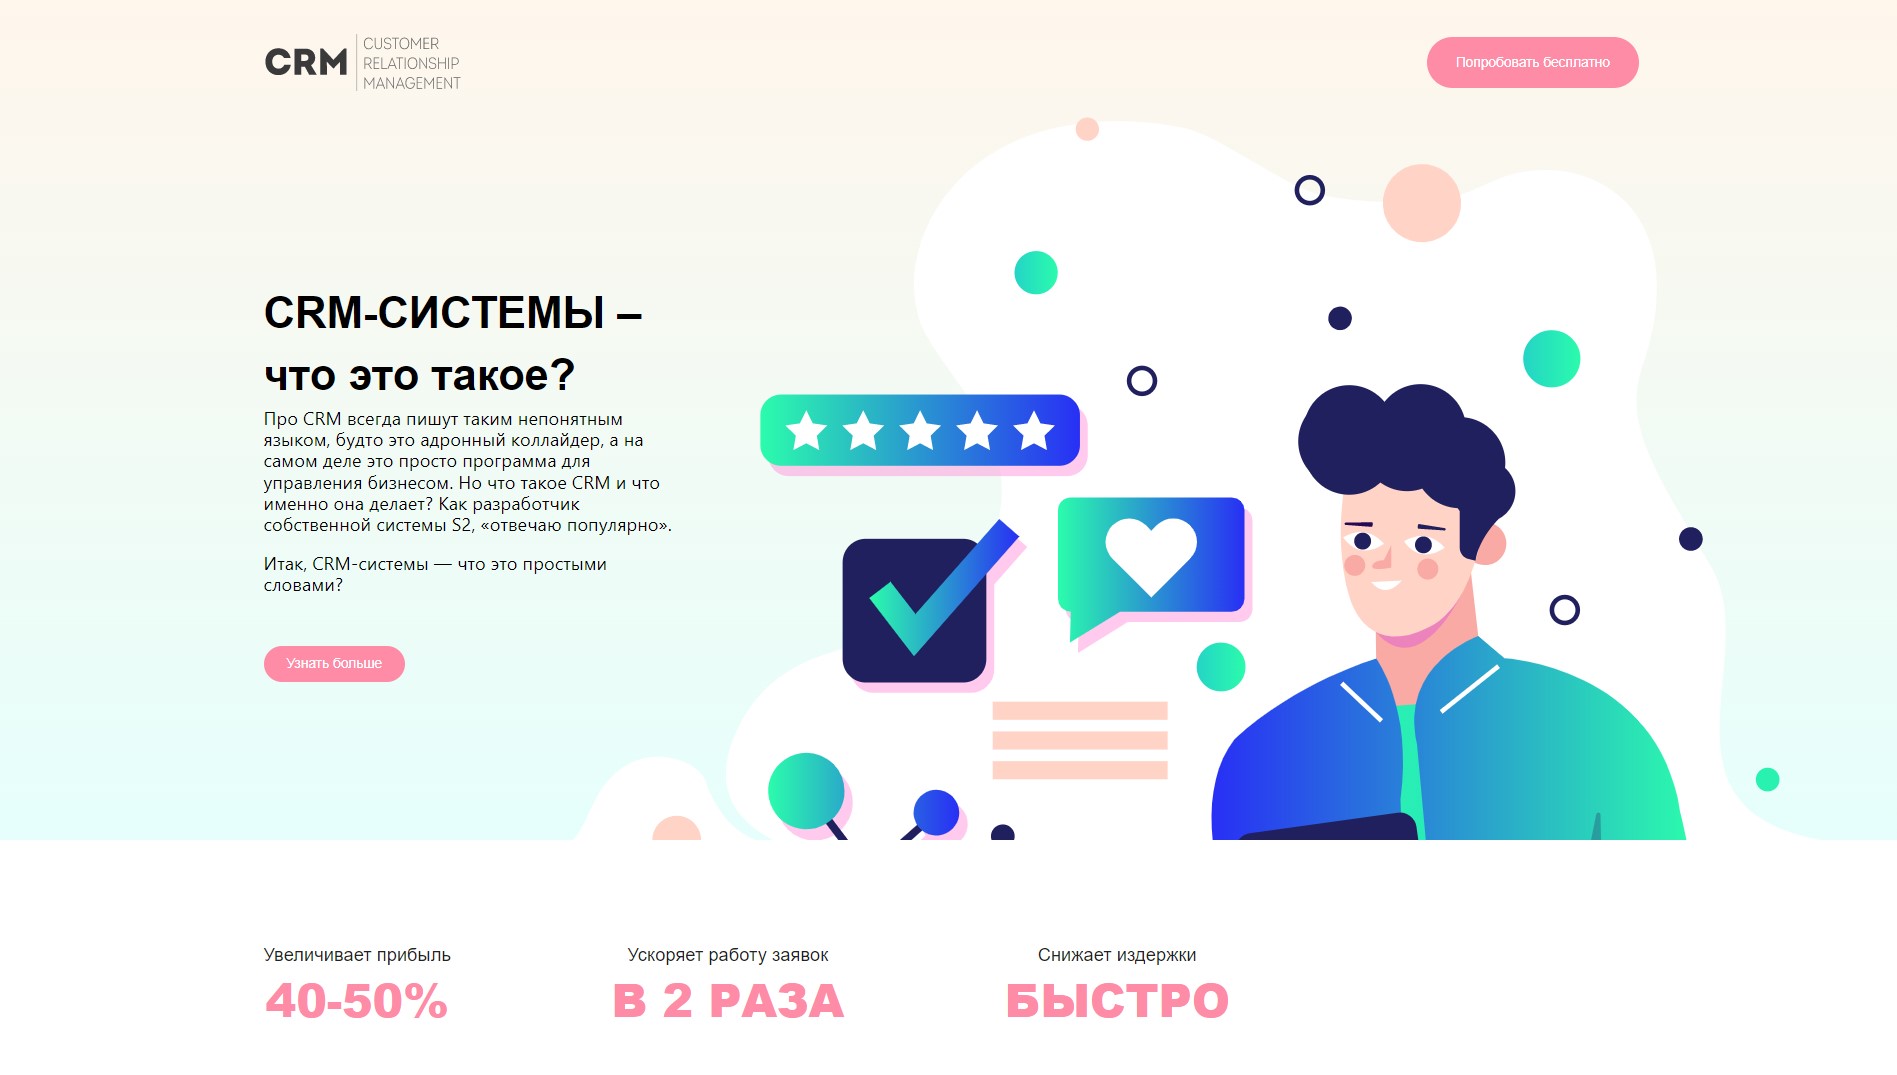 CRM
CUSTOMER
RELATIONSHIP
MANAGEMENT
Попробовать бесплатно
CRM-СИСТЕМЫ –
что это такое?
Про CRM всегда пишут таким непонятным
языком, будто это адронный коллайдер, а на
самом деле это просто программа для
управления бизнесом. Но что такое CRM и что
именно она делает? Как разработчик
собственной системы S2, «отвечаю популярно».
Итак, CRM-системы — что это простыми
словами?
Узнать больше
Увеличивает прибыль
40-50%
Ускоряет работу заявок
В 2 РАЗА
Снижает издержки
БЫСТРО